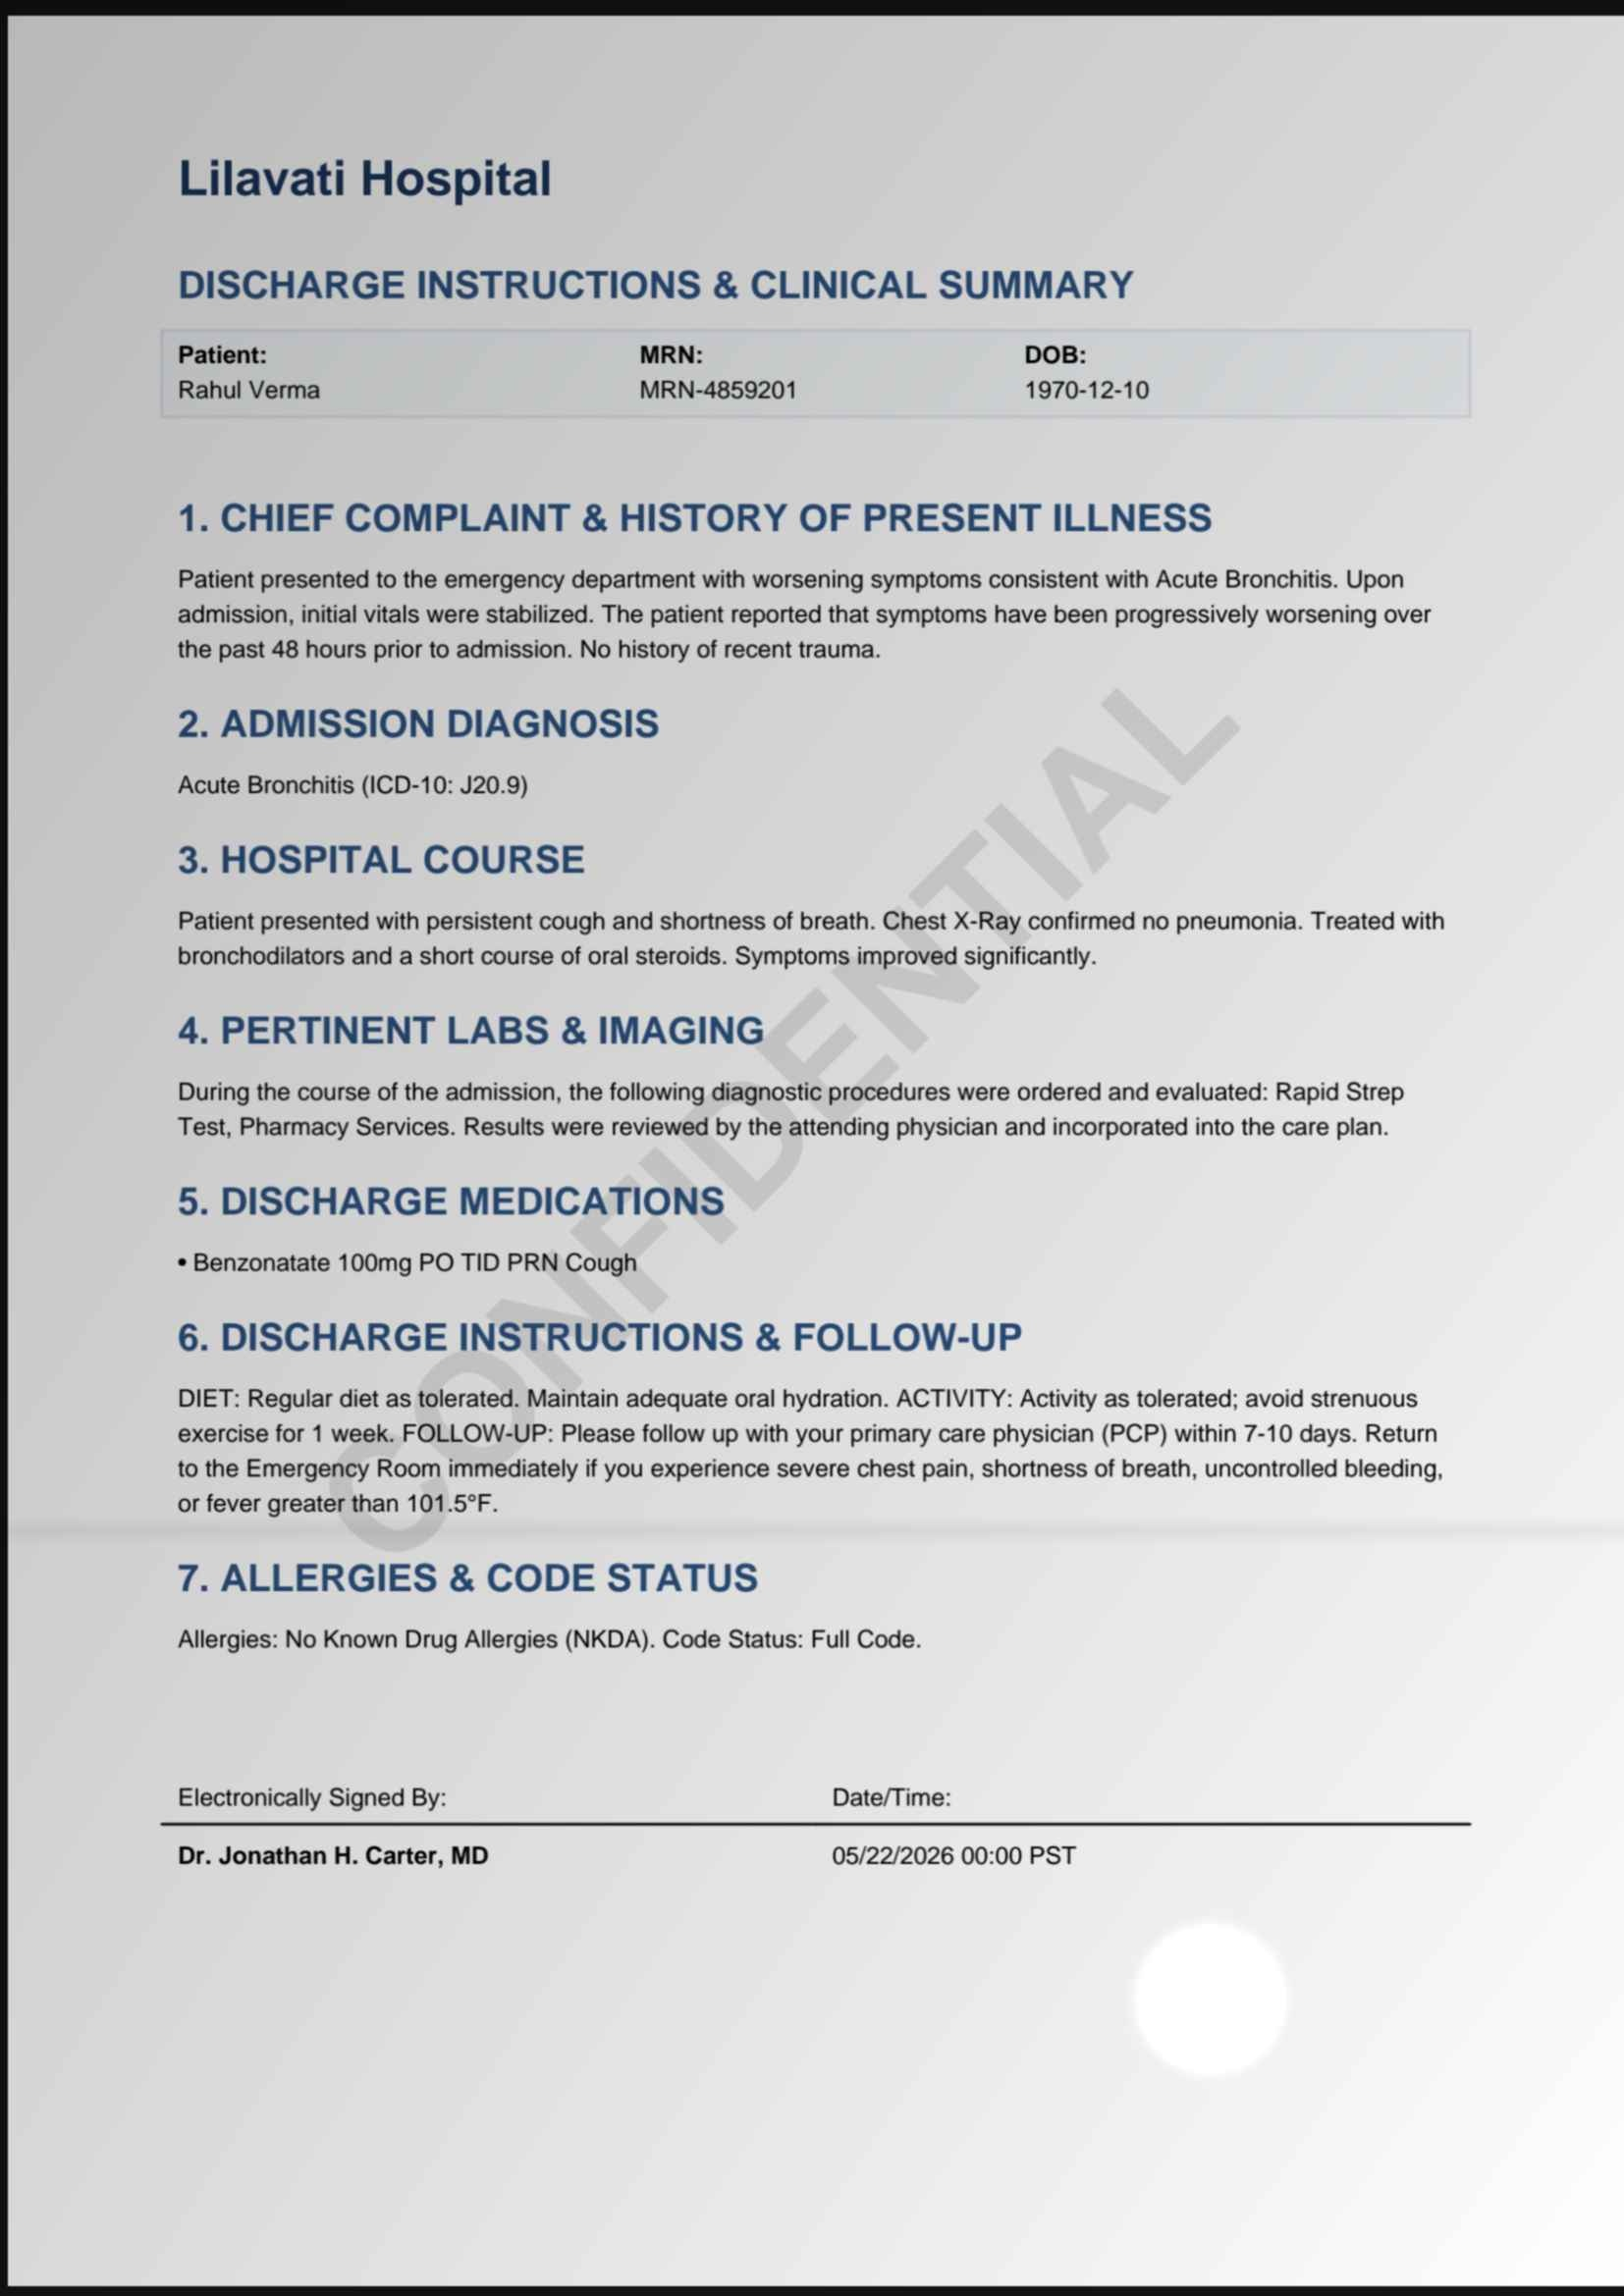 Lilavati Hospital
DISCHARGE INSTRUCTIONS & CLINICAL SUMMARY
Patient: MRN: DOB:
Rahul Verma MRN-4859201 1970-12-10
1. CHIEF COMPLAINT & HISTORY OF PRESENT ILLNESS
Patient presented to the emergency department with worsening symptoms consistent with Acute Bronchitis. Upon
admission, initial vitals were stabilized. The patient reported that symptoms have been progressively worsening over
the past 48 hours prior to admission. No history of recent trauma.
2. ADMISSION DIAGNOSIS
Acute Bronchitis (ICD-10: J20.9)
3. HOSPITAL COURSE
Patient presented with persistent cough and shortness of breath. Chest X-Ray confirmed no pneumonia. Treated with
bronchodilators and a short course of oral steroids. Symptoms improved significantly.
4. PERTINENT LABS & IMAGING
During the course of the admission, the following diagnostic procedures were ordered and evaluated: Rapid Strep
Test, Pharmacy Services. Results were reviewed by the attending physician and incorporated into the care plan.
5. DISCHARGE MEDICATIONS
• Benzonatate 100mg PO TID PRN Cough
6. DISCHARGE INSTRUCTIONS & FOLLOW-UP
DIET: Regular diet as tolerated. Maintain adequate oral hydration. ACTIVITY: Activity as tolerated; avoid strenuous
exercise for 1 week. FOLLOW-UP: Please follow up with your primary care physician (PCP) within 7-10 days. Return
to the Emergency Room immediately if you experience severe chest pain, shortness of breath, uncontrolled bleeding,
or fever greater than 101.5°F.
7. ALLERGIES & CODE STATUS
Allergies: No Known Drug Allergies (NKDA). Code Status: Full Code.
Electronically Signed By: Date/Time:
Dr. Jonathan H. Carter, MD 05/22/2026 00:00 PST
CONFIDENTIAL